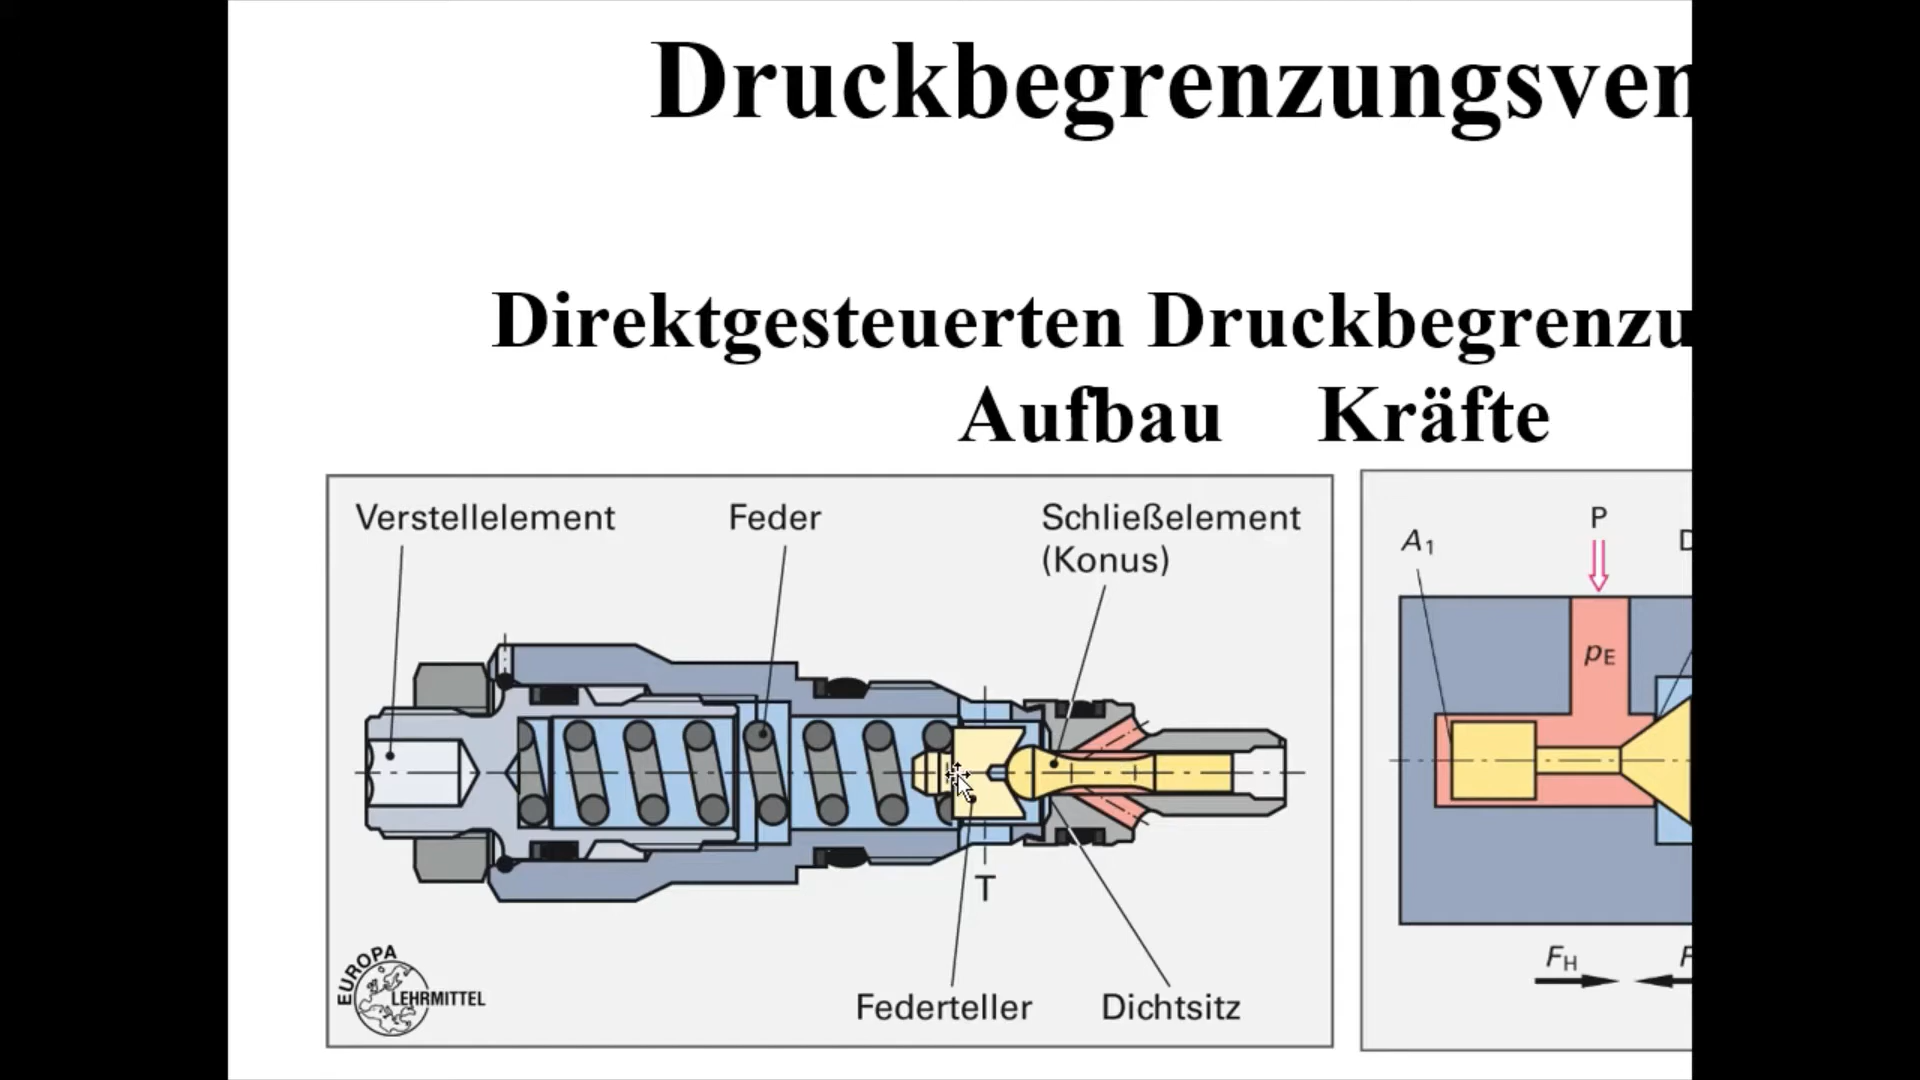 Druckbegrenzungsven
Direktgesteuerten Druckbegrenzu
Aufbau Kräfte
Verstellelement
Feder
Schließelement
(Konus)
T
Federteller
Dichtsitz
EUROPA
LEHRMITTEL
P
A1
D
pE
FH
F